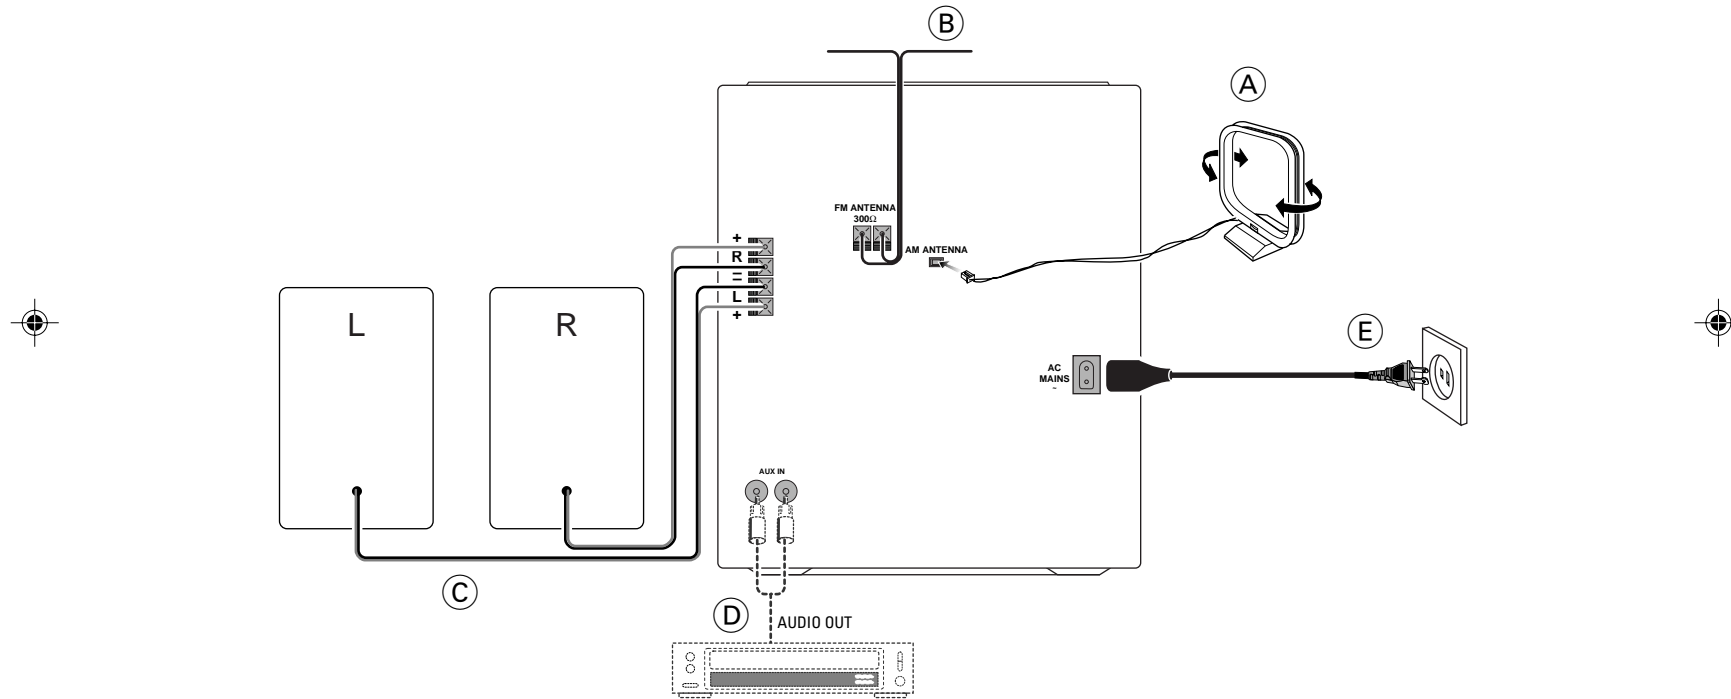 B
A
FM ANTENNA
300Ω
AM ANTENNA
+
R
–
–
L
+
L
R
E
AC
MAINS
~
AUX IN
C
D
AUDIO OUT